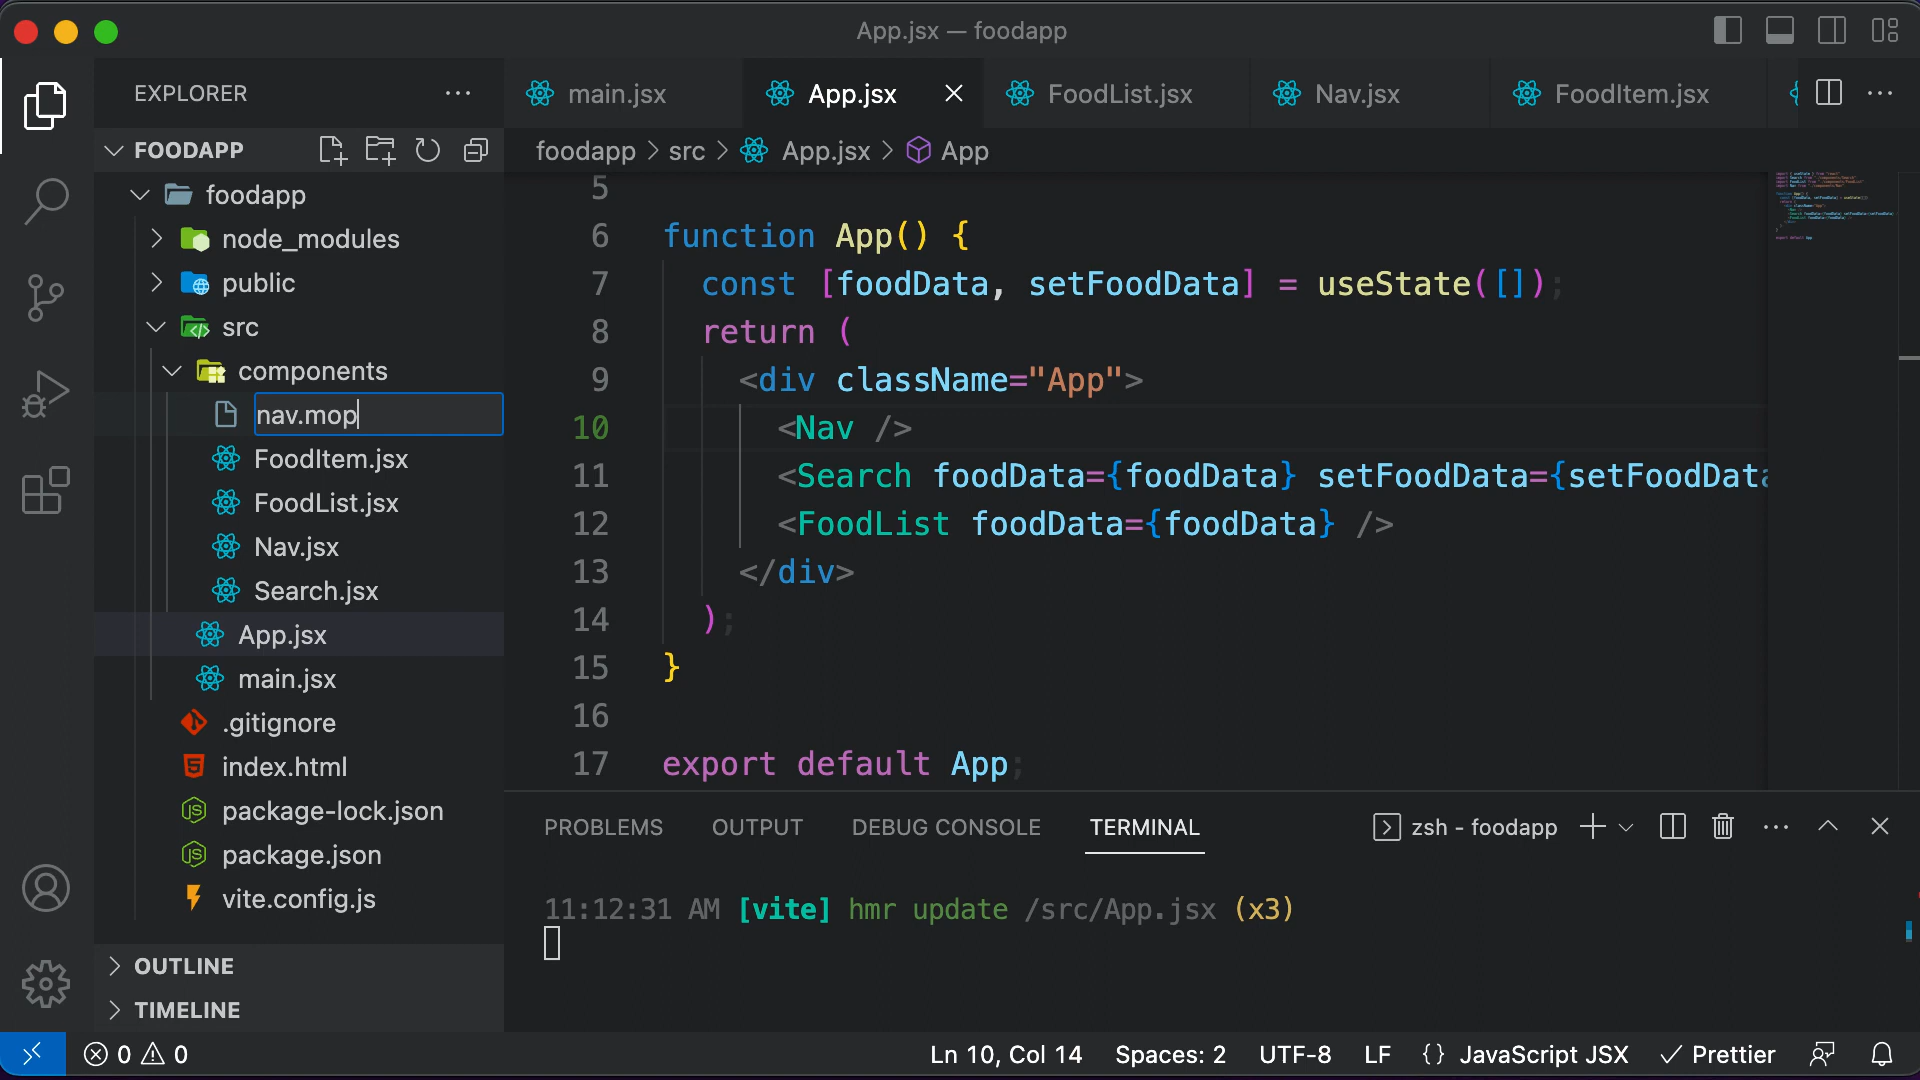 App.jsx — foodapp
EXPLORER
main.jsx
App.jsx
FoodList.jsx
Nav.jsx
FoodItem.jsx
FOODAPP
foodapp > src > App.jsx > App
foodapp
node_modules
public
src
components
nav.mop
FoodItem.jsx
FoodList.jsx
Nav.jsx
Search.jsx
App.jsx
main.jsx
.gitignore
index.html
package-lock.json
package.json
vite.config.js
OUTLINE
TIMELINE
5
6 function App() {
7 const [foodData, setFoodData] = useState([]);
8 return (
9 <div className="App">
10 <Nav />
11 <Search foodData={foodData} setFoodData={setFoodData
12 <FoodList foodData={foodData} />
13 </div>
14 );
15 }
16
17 export default App;
PROBLEMS
OUTPUT
DEBUG CONSOLE
TERMINAL
zsh - foodapp
11:12:31 AM [vite] hmr update /src/App.jsx (x3)
0
0
Ln 10, Col 14
Spaces: 2
UTF-8
LF
{} JavaScript JSX
Prettier